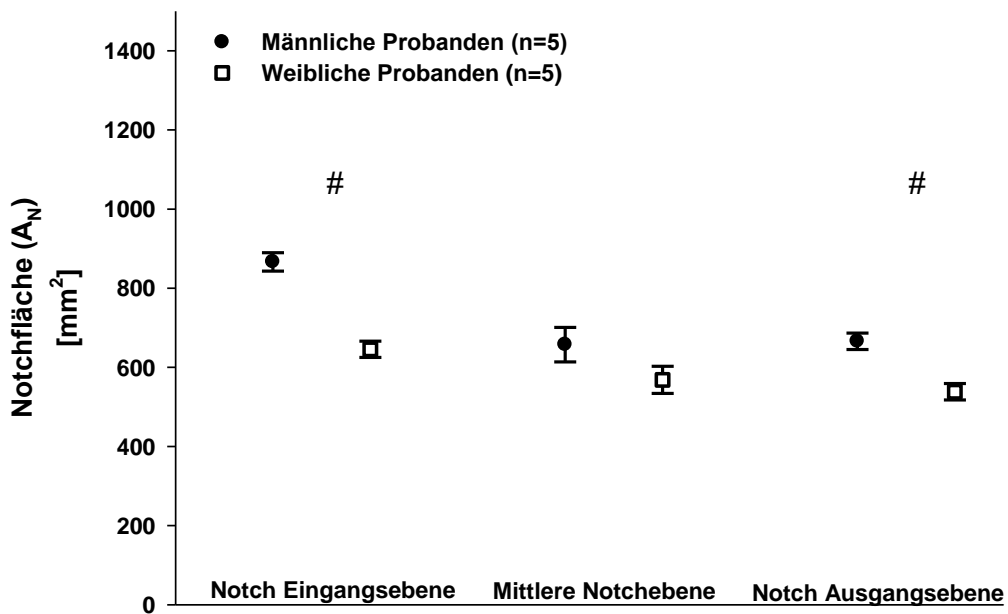 1400
1200
1000
800
600
400
200
0
Notchfläche (A_N)
[mm²]
Männliche Probanden (n=5)
Weibliche Probanden (n=5)
#
#
Notch Eingangsebene
Mittlere Notchebene
Notch Ausgangsebene